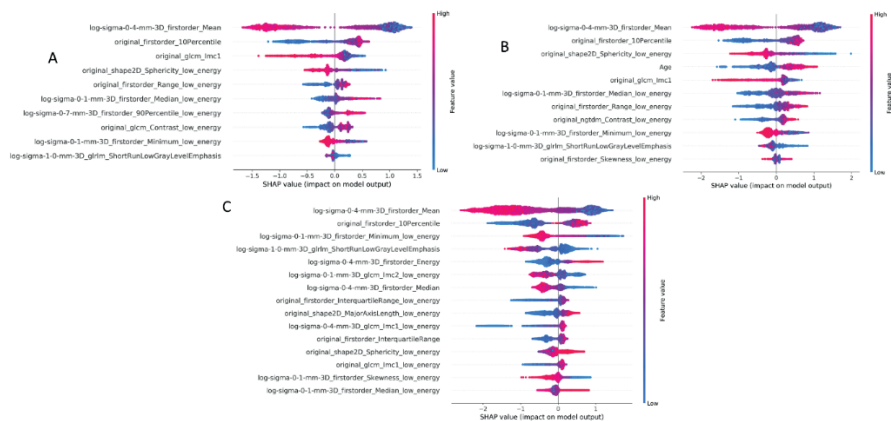 A
log-sigma-0-4-mm-3D_firstorder_Mean
original_firstorder_10Percentile
original_glcm_Imc1
original_shape2D_Sphericity_low_energy
original_firstorder_Range_low_energy
log-sigma-0-1-mm-3D_firstorder_Median_low_energy
log-sigma-0-7-mm-3D_firstorder_90Percentile_low_energy
original_glcm_Contrast_low_energy
log-sigma-0-1-mm-3D_firstorder_Minimum_low_energy
log-sigma-1-0-mm-3D_glrlm_ShortRunLowGrayLevelEmphasis
−1.5 −1.0 −0.5 0.0 0.5 1.0 1.5
SHAP value (impact on model output)
High
Feature value
Low
B
log-sigma-0-4-mm-3D_firstorder_Mean
original_firstorder_10Percentile
original_shape2D_Sphericity_low_energy
Age
original_glcm_Imc1
log-sigma-0-1-mm-3D_firstorder_Median_low_energy
original_firstorder_Range_low_energy
original_ngtdm_Contrast_low_energy
log-sigma-0-1-mm-3D_firstorder_Minimum_low_energy
log-sigma-1-0-mm-3D_glrlm_ShortRunLowGrayLevelEmphasis
original_firstorder_Skewness_low_energy
−2 −1 0 1 2
SHAP value (impact on model output)
High
Feature value
Low
C
log-sigma-0-4-mm-3D_firstorder_Mean
original_firstorder_10Percentile
log-sigma-0-1-mm-3D_firstorder_Minimum_low_energy
log-sigma-1-0-mm-3D_glrlm_ShortRunLowGrayLevelEmphasis
log-sigma-0-4-mm-3D_firstorder_Energy
log-sigma-0-1-mm-3D_glcm_Imc2_low_energy
log-sigma-0-4-mm-3D_firstorder_Median
original_firstorder_InterquartileRange_low_energy
original_shape2D_MajorAxisLength_low_energy
log-sigma-0-4-mm-3D_glcm_Imc1_low_energy
original_firstorder_InterquartileRange
original_shape2D_Sphericity_low_energy
original_glcm_Imc1_low_energy
log-sigma-0-1-mm-3D_firstorder_Skewness_low_energy
log-sigma-0-1-mm-3D_firstorder_Median_low_energy
−2 −1 0 1
SHAP value (impact on model output)
High
Feature value
Low